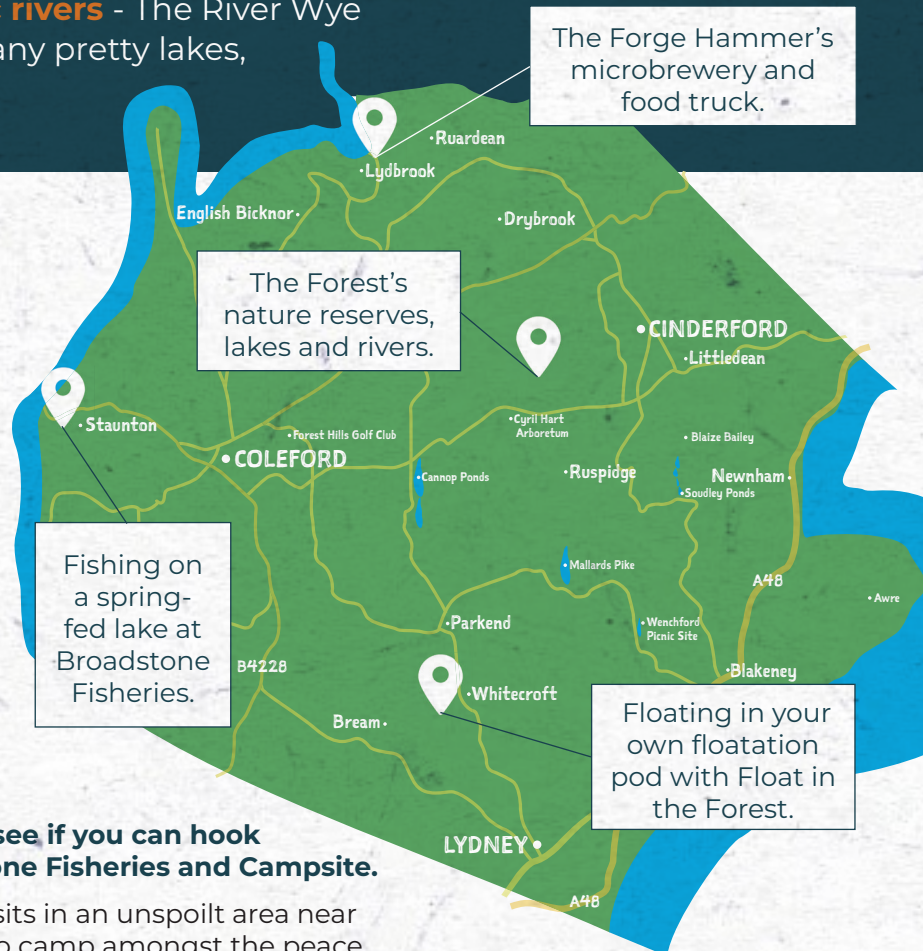 rivers - The River Wye
any pretty lakes,
The Forge Hammer's
microbrewery and
food truck.
Ruardean
Lydbrook
English Bicknor
Drybrook
The Forest's
nature reserves,
lakes and rivers.
CINDERFORD
Littledean
Staunton
Cyril Hart
Arboretum
Forest Hills Golf Club
Blaize Bailey
COLEFORD
Cannop Ponds
Ruspidge
Newnham
Soudley Ponds
Fishing on
a spring-
fed lake at
Broadstone
Fisheries.
Mallards Pike
A48
Awre
Parkend
Wenchford
Picnic Site
B4228
Blakeney
Whitecroft
Bream
Floating in your
own floatation
pod with Float in
the Forest.
see if you can hook
one Fisheries and Campsite.
LYDNEY
A48
sits in an unspoilt area near
camp amongst the peace